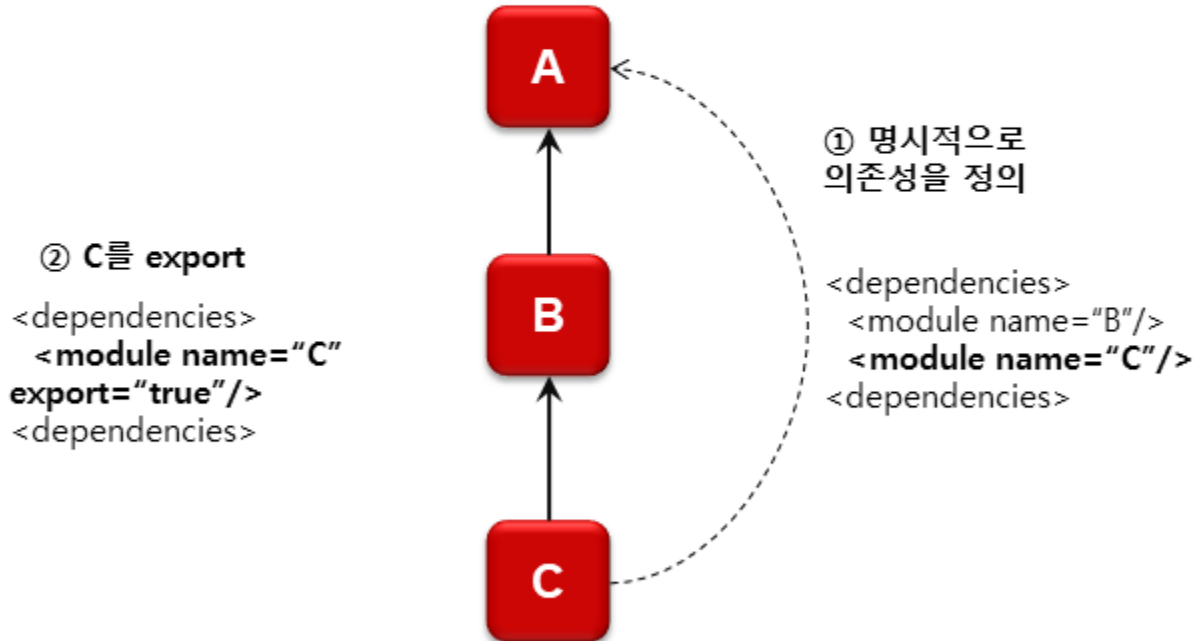 A
① 명시적으로
의존성을 정의
② C를 export
<dependencies>
<module name=“C”
export=“true”/>
<dependencies>
B
<dependencies>
<module name=“B”/>
<module name=“C”/>
<dependencies>
C